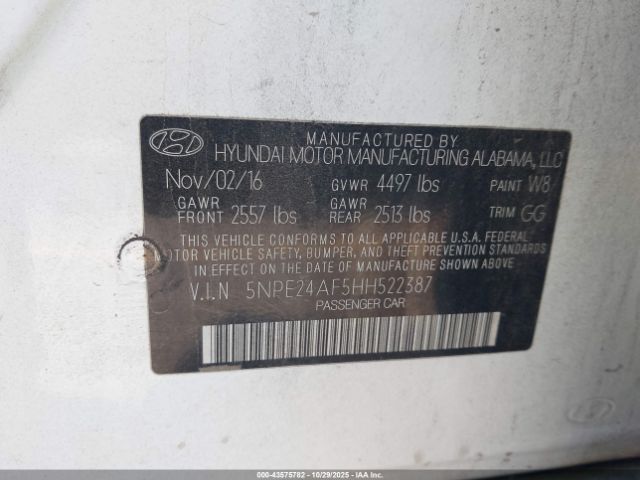 MANUFACTURED BY
HYUNDAI MOTOR MANUFACTURING ALABAMA, LLC
Nov/02/16 GVWR 4497 lbs PAINT W8
GAWR FRONT 2557 lbs GAWR REAR 2513 lbs TRIM GG
THIS VEHICLE CONFORMS TO ALL APPLICABLE U.S.A. FEDERAL
MOTOR VEHICLE SAFETY, BUMPER, AND THEFT PREVENTION STANDARDS
IN EFFECT ON THE DATE OF MANUFACTURE SHOWN ABOVE.
V.I.N 5NPE24AF5HH522387
PASSENGER CAR
000-43575782 10/29/2025 COPART